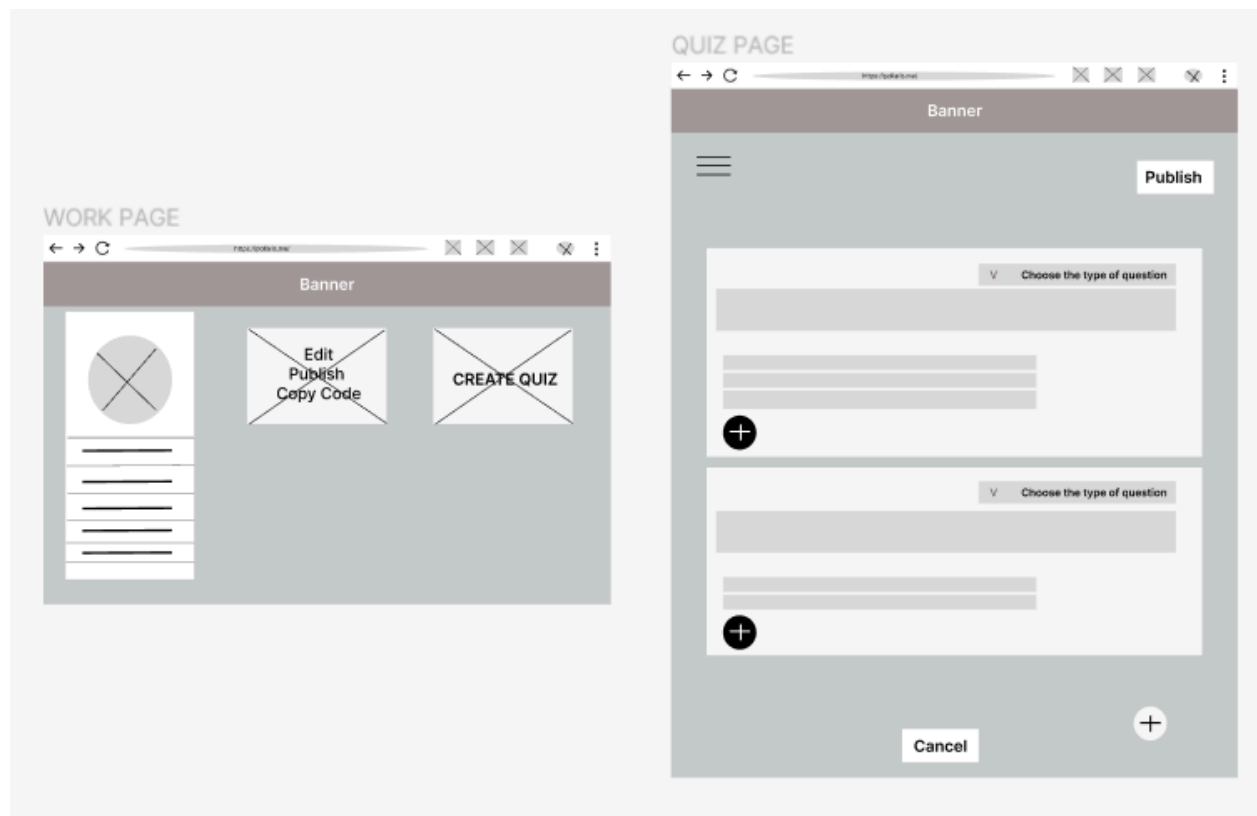 WORK PAGE
Banner
Edit
Publish
Copy Code
CREATE QUIZ
QUIZ PAGE
Banner
Publish
V Choose the type of question
V Choose the type of question
Cancel